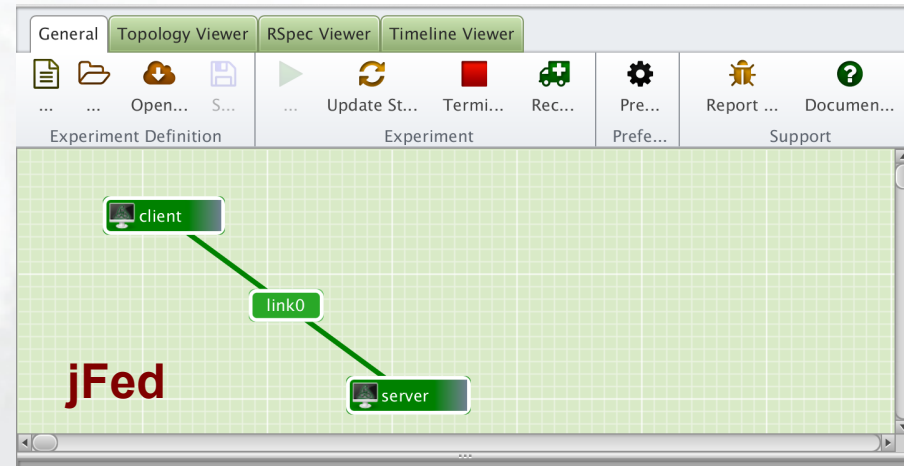 General Topology Viewer RSpec Viewer Timeline Viewer
... ... Open... S... ... Update St... Termi... Rec... Pre... Report ... Documen...
Experiment Definition Experiment Prefe... Support
client
link0
server
jFed